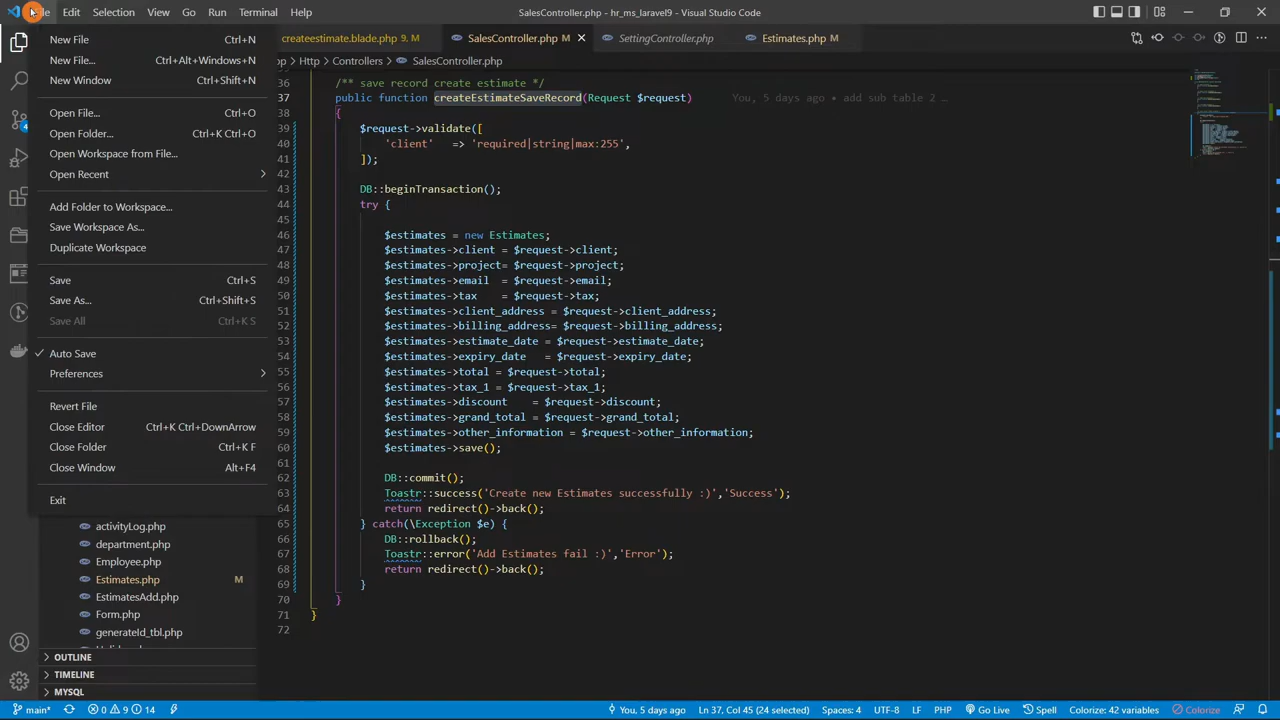 File Edit Selection View Go Run Terminal Help
SalesController.php - hr_ms_laravel9 - Visual Studio Code
createestimate.blade.php 9, M
SalesController.php M
SettingController.php
Estimates.php M
pp > Http > Controllers > SalesController.php
New File Ctrl+N
New File... Ctrl+Alt+Windows+N
New Window Ctrl+Shift+N
Open File... Ctrl+O
Open Folder... Ctrl+K Ctrl+O
Open Workspace from File...
Open Recent
Add Folder to Workspace...
Save Workspace As...
Duplicate Workspace
Save Ctrl+S
Save As... Ctrl+Shift+S
Save All Ctrl+K S
Auto Save
Preferences
Revert File
Close Editor Ctrl+K Ctrl+DownArrow
Close Folder Ctrl+K F
Close Window Alt+F4
Exit
activityLog.php
department.php
Employee.php
Estimates.php M
EstimatesAdd.php
Form.php
generateId_tbl.php
OUTLINE
TIMELINE
MYSQL
4
36 /** save record create estimate */
37 public function createEstimateSaveRecord(Request $request) You, 5 days ago • add sub table 2
38 {
39 $request->validate([
40 'client' => 'required|string|max:255',
41 ]);
42
43 DB::beginTransaction();
44 try {
45
46 $estimates = new Estimates;
47 $estimates->client = $request->client;
48 $estimates->project= $request->project;
49 $estimates->email = $request->email;
50 $estimates->tax = $request->tax;
51 $estimates->client_address = $request->client_address;
52 $estimates->billing_address= $request->billing_address;
53 $estimates->estimate_date = $request->estimate_date;
54 $estimates->expiry_date = $request->expiry_date;
55 $estimates->total = $request->total;
56 $estimates->tax_1 = $request->tax_1;
57 $estimates->discount = $request->discount;
58 $estimates->grand_total = $request->grand_total;
59 $estimates->other_information = $request->other_information;
60 $estimates->save();
61
62 DB::commit();
63 Toastr::success('Create new Estimates successfully :)','Success');
64 return redirect()->back();
65 } catch(\Exception $e) {
66 DB::rollback();
67 Toastr::error('Add Estimates fail :)','Error');
68 return redirect()->back();
69 }
70 }
71 }
72
main* 0 9 14 You, 5 days ago Ln 37, Col 45 (24 selected) Spaces: 4 UTF-8 LF PHP Go Live Spell Colorize: 42 variables Colorize